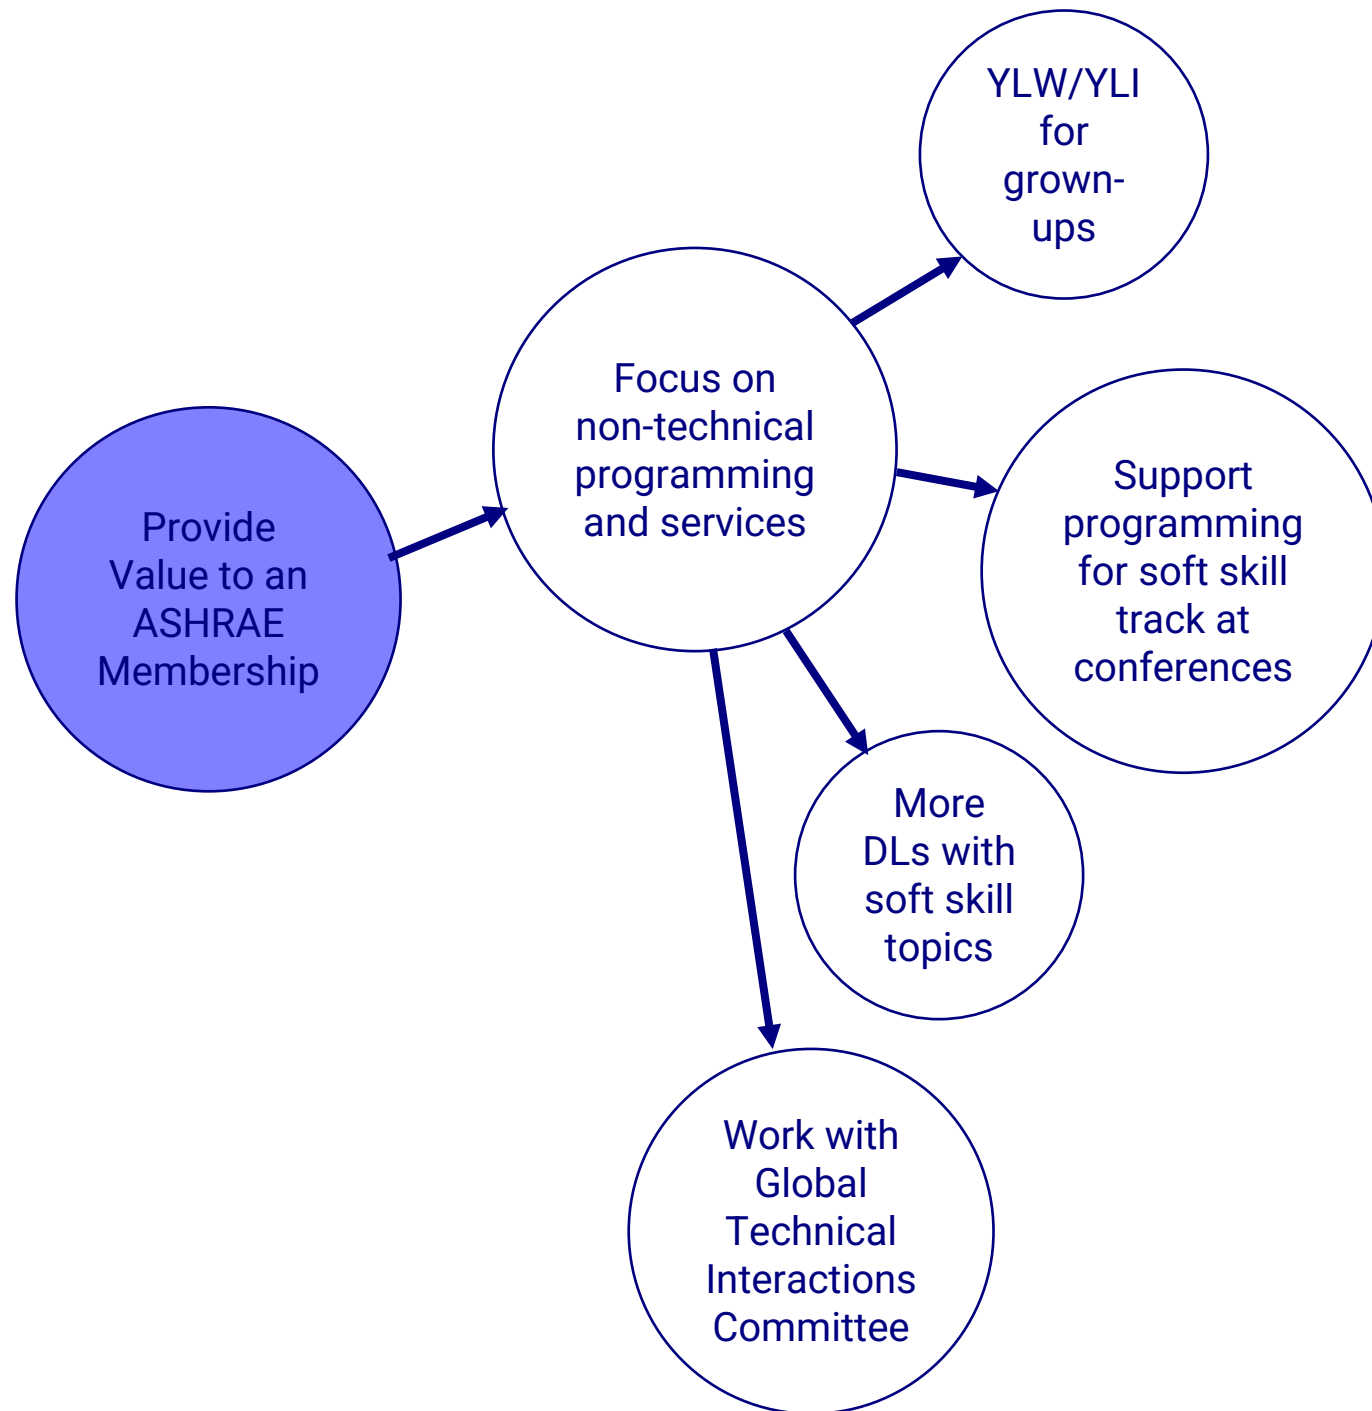 YLW/YLI
for
grown-
ups
Focus on
non-technical
programming
and services
Provide
Value to an
ASHRAE
Membership
Support
programming
for soft skill
track at
conferences
More
DLs with
soft skill
topics
Work with
Global
Technical
Interactions
Committee